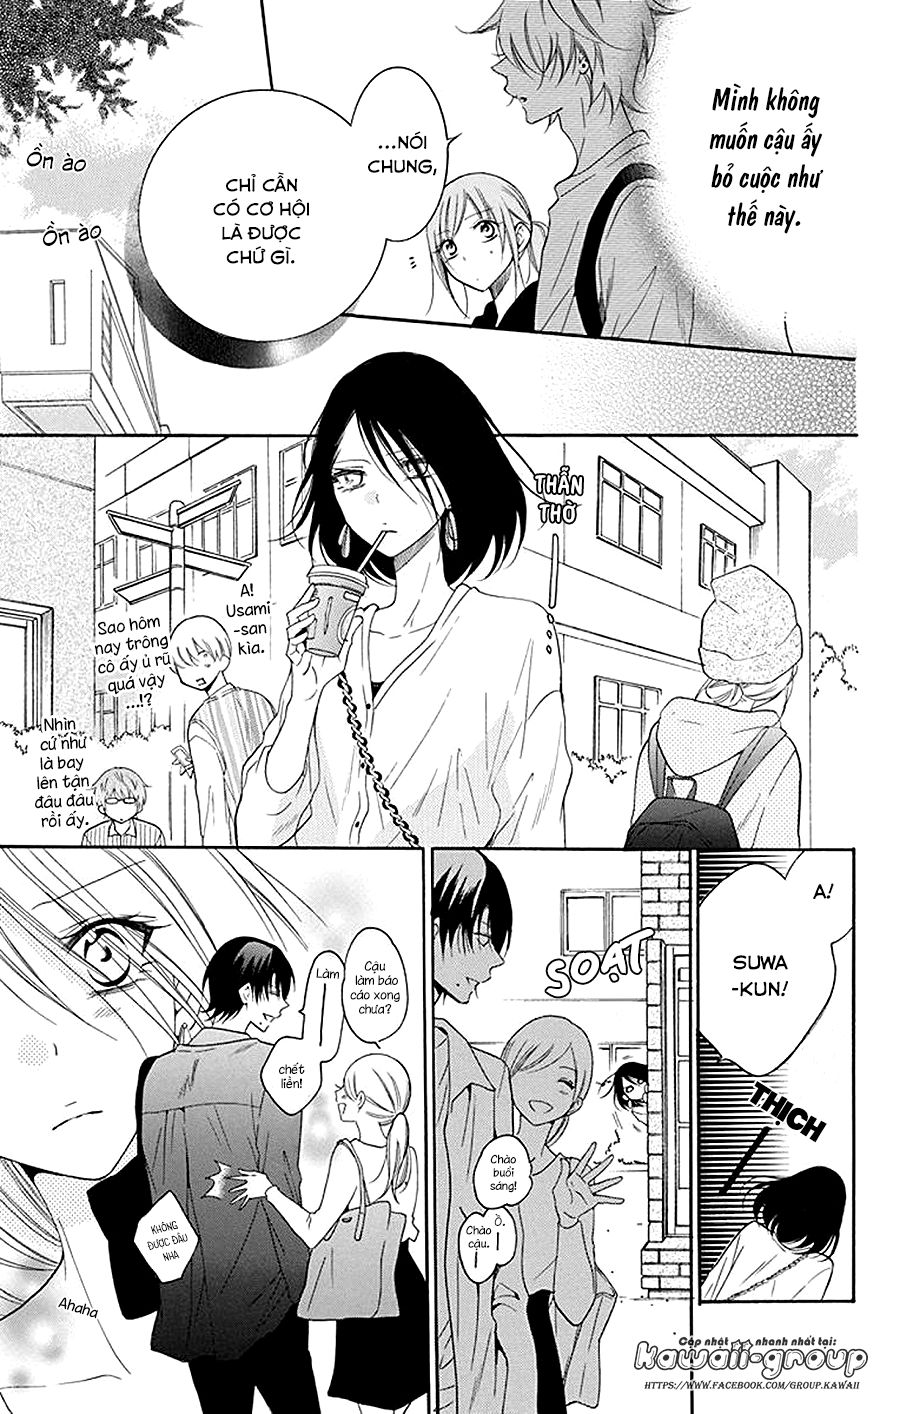 Mình không
muốn cậu ấy
bỏ cuộc như
thế này.
...NÓI
CHUNG,
CHỈ CẦN
CÓ CƠ HỘI
LÀ ĐƯỢC
CHỨ GÌ.
Ồn ào
Ồn ào
THẪN
THỜ
A!
Usami
-san
kìa.
Sao hôm
nay trông
cô ấy ủ rũ
quá vậy
...!?
Nhìn
cứ như
là bay
lên tận
đâu đâu
rồi ấy.
A!
SUWA
-KUN!
THỊCH
SOẠT
Chào
buổi
sáng!
Ồ.
Chào
cậu.
Cậu
làm báo
cáo xong
chưa?
Làm
chết
liền!
KHÔNG
ĐƯỢC ĐÂU
NHA
Ahaha
Cập nhật nhanh nhất tại:
kawaii-group
HTTPS://WWW.FACEBOOK.COM/GROUP.KAWAII